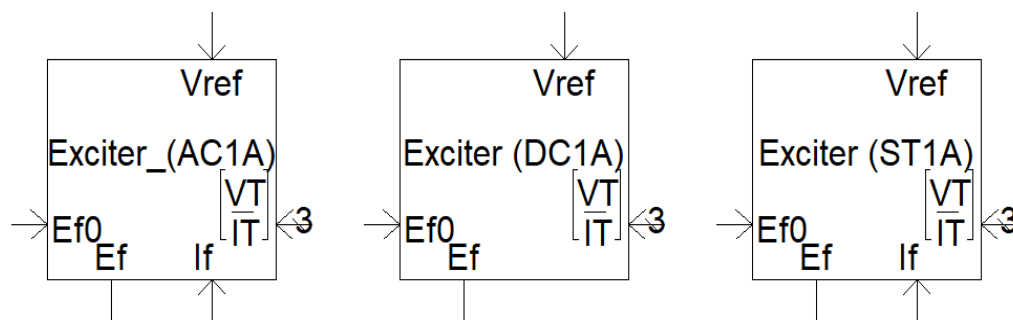 Vref
Exciter_(AC1A)
VT
IT
3
Ef0
Ef
If
Vref
Exciter (DC1A)
VT
IT
3
Ef0
Ef
Vref
Exciter (ST1A)
VT
IT
3
Ef0
Ef
If